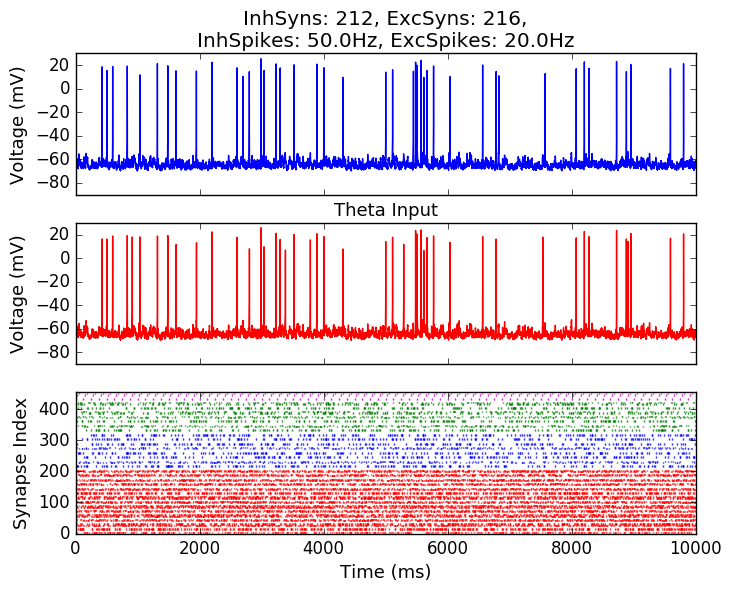 InhSyns: 212, ExcSyns: 216,
InhSpikes: 50.0Hz, ExcSpikes: 20.0Hz
20
0
−20
−40
−60
−80
Voltage (mV)
Theta Input
20
0
−20
−40
−60
−80
Voltage (mV)
400
300
200
100
0
Synapse Index
0 2000 4000 6000 8000 10000
Time (ms)